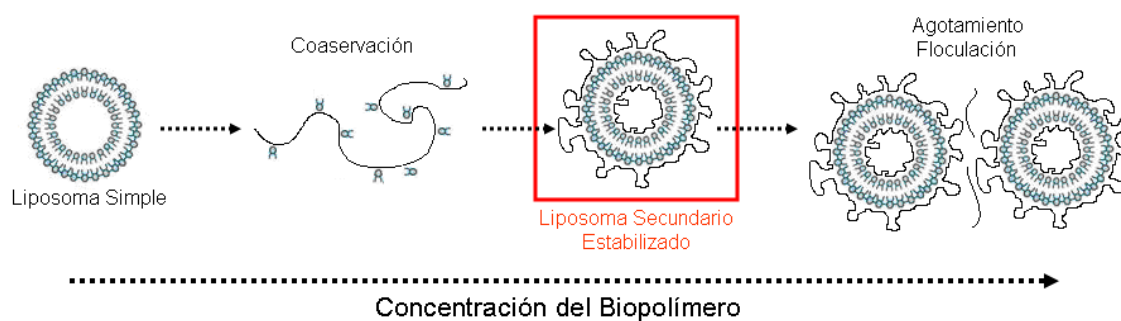 Liposoma Simple
Coaservación
Liposoma Secundario
Estabilizado
Agotamiento
Floculación
Concentración del Biopolímero